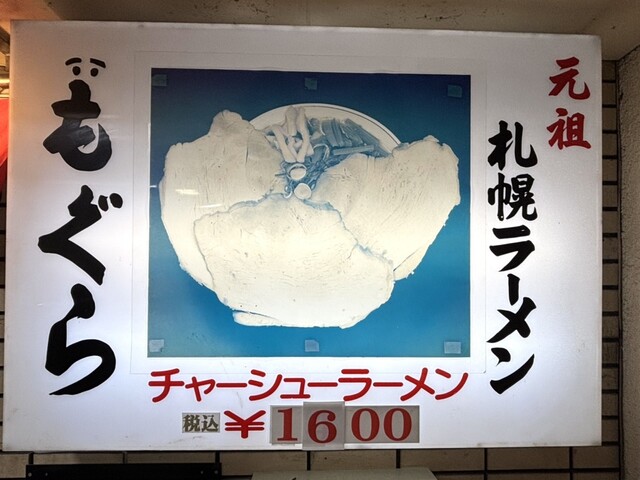 元祖
札幌ラーメン
もぐら
チャーシューラーメン
税込 ¥1600